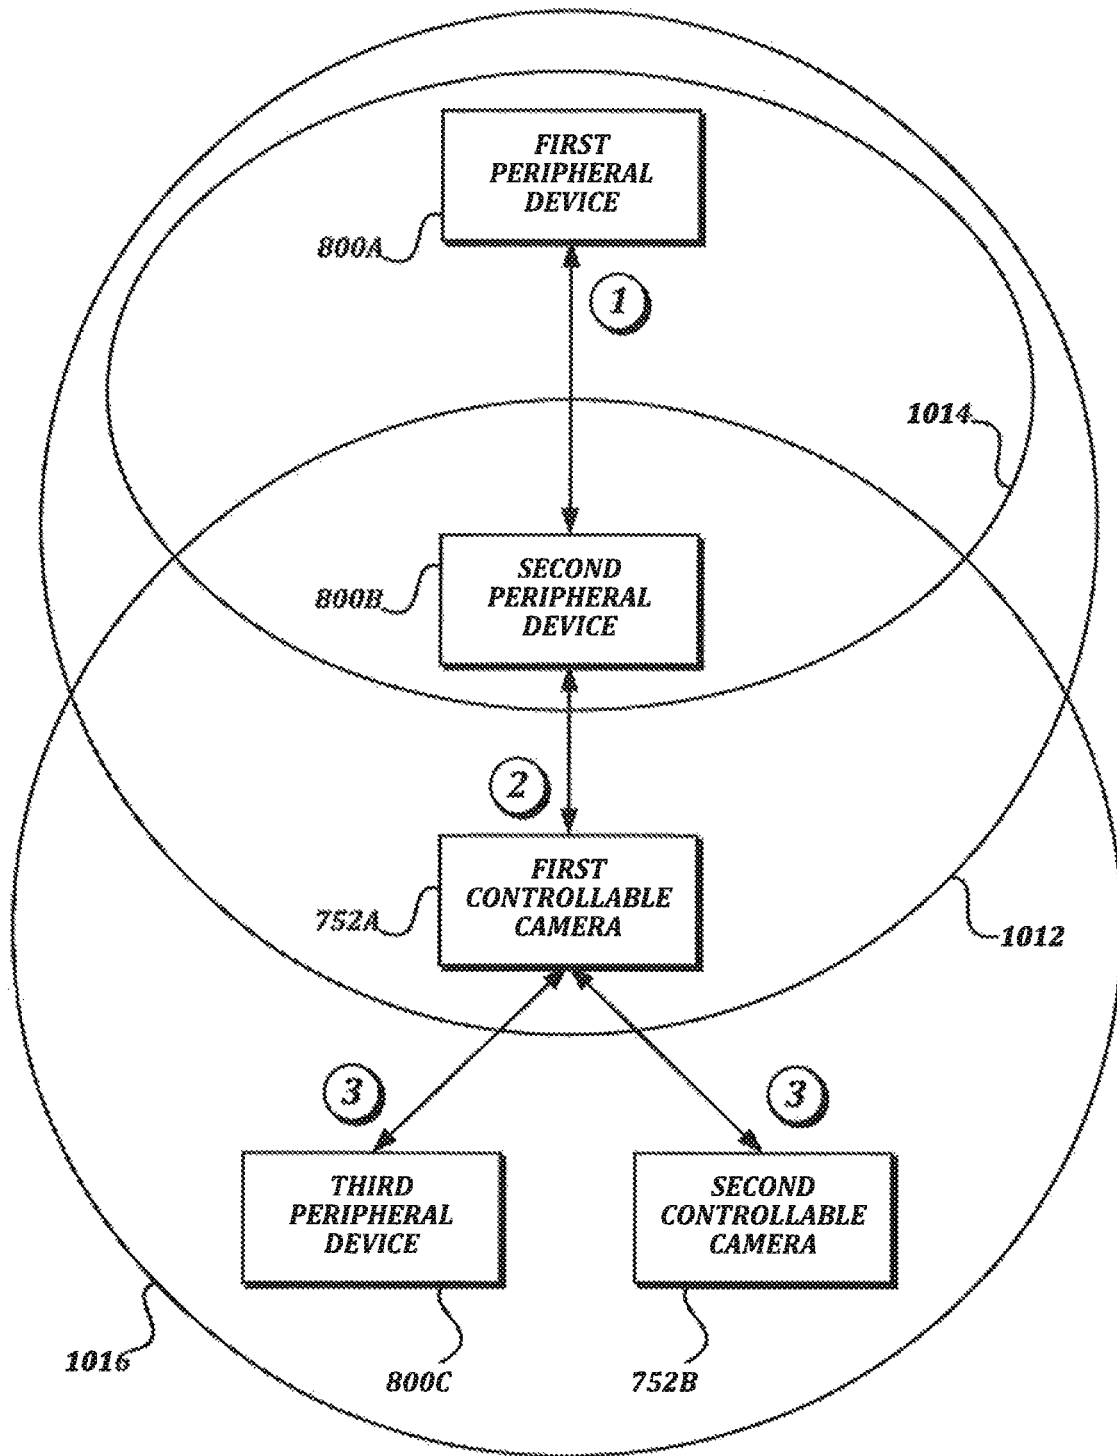 FIRST
PERIPHERAL
DEVICE
800A
1
1014
SECOND
PERIPHERAL
DEVICE
800B
2
FIRST
CONTROLLABLE
CAMERA
752A
1012
3
3
THIRD
PERIPHERAL
DEVICE
SECOND
CONTROLLABLE
CAMERA
1016
800C
752B